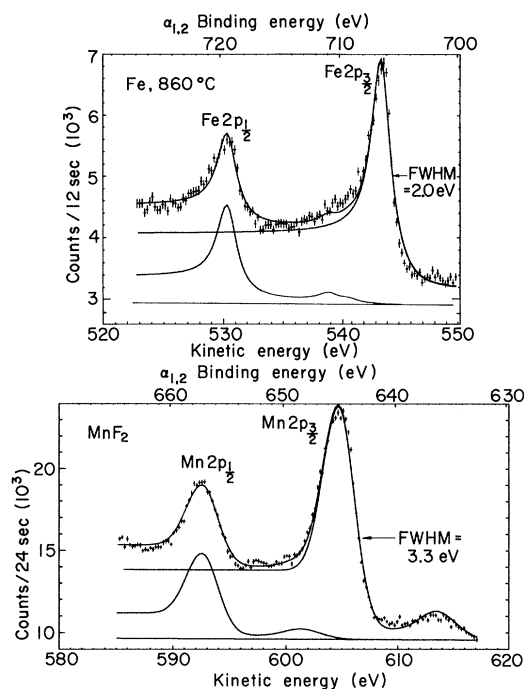 α1,2 Binding energy (eV)
720 710 700
Fe, 860 °C
Fe2p1/2
Fe2p3/2
FWHM
=2.0 eV
Counts/12 sec (10³)
7
6
5
4
3
520 530 540 550
Kinetic energy (eV)
α1,2 Binding energy (eV)
660 650 640 630
MnF2
Mn2p1/2
Mn2p3/2
FWHM =
3.3 eV
Counts/24 sec (10³)
20
15
10
580 590 600 610 620
Kinetic energy (eV)